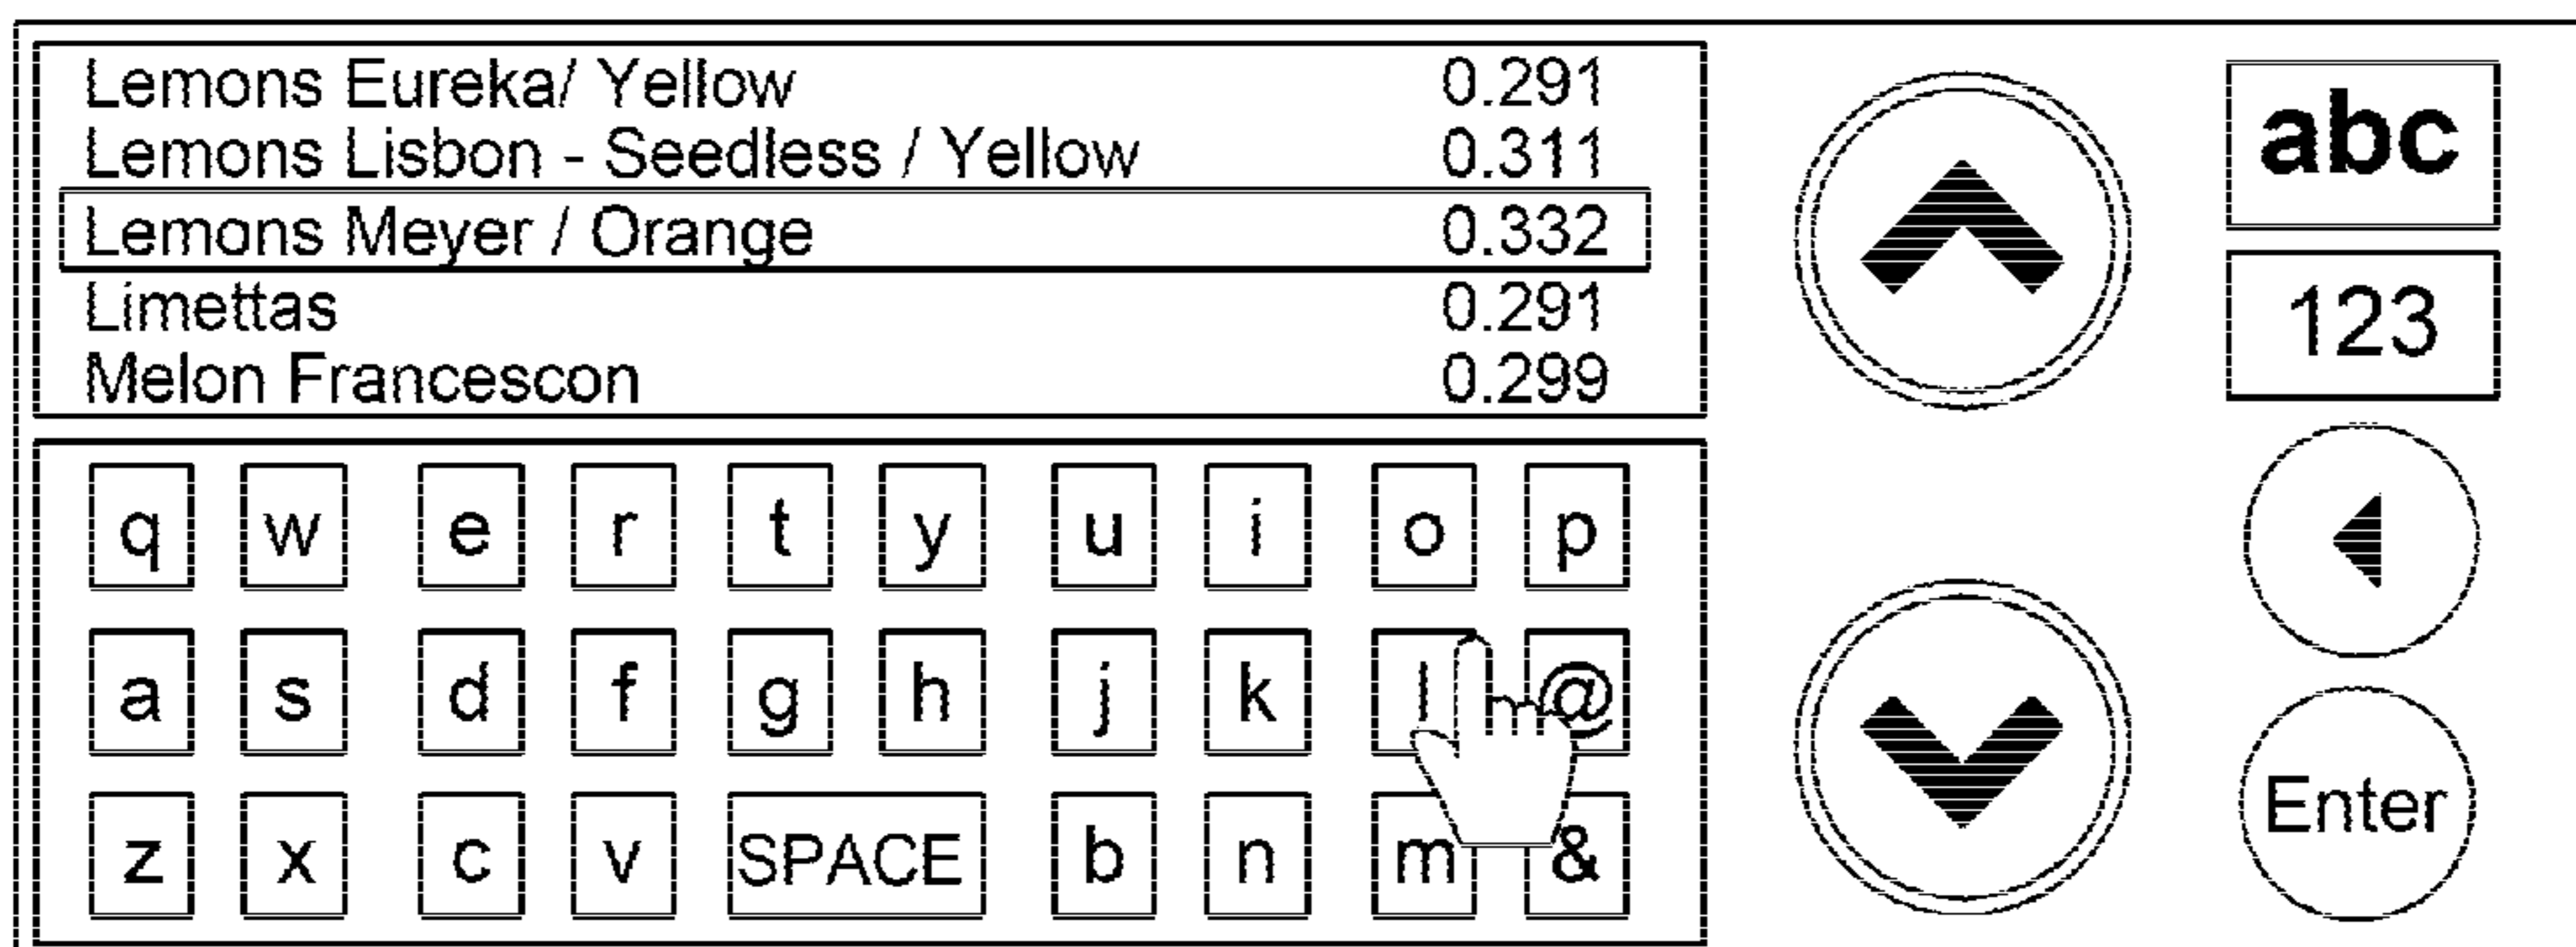 Lemons Eureka/ Yellow 0.291
Lemons Lisbon - Seedless / Yellow 0.311
Lemons Meyer / Orange 0.332
Limettas 0.291
Melon Francescon 0.299
abc
123
q w e r t y u i o p
a s d f g h j k l @
z x c v SPACE b n m &
Enter